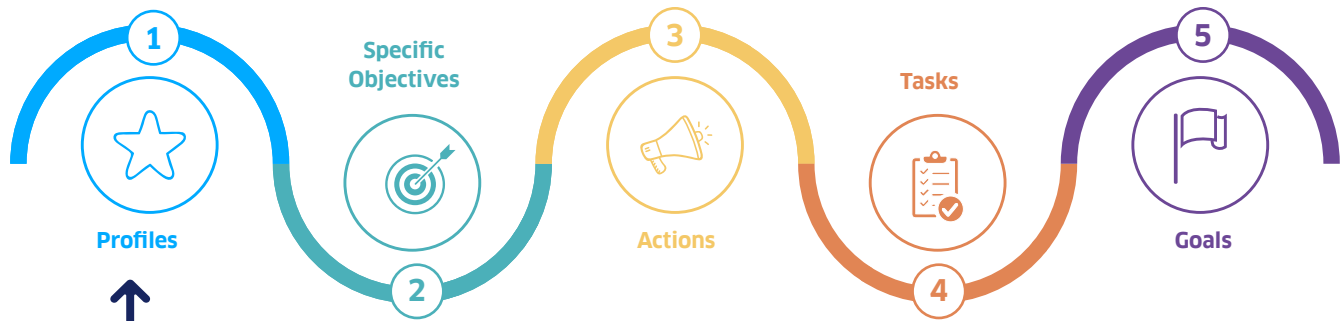 1
Profiles
Specific
Objectives
2
3
Actions
Tasks
4
5
Goals